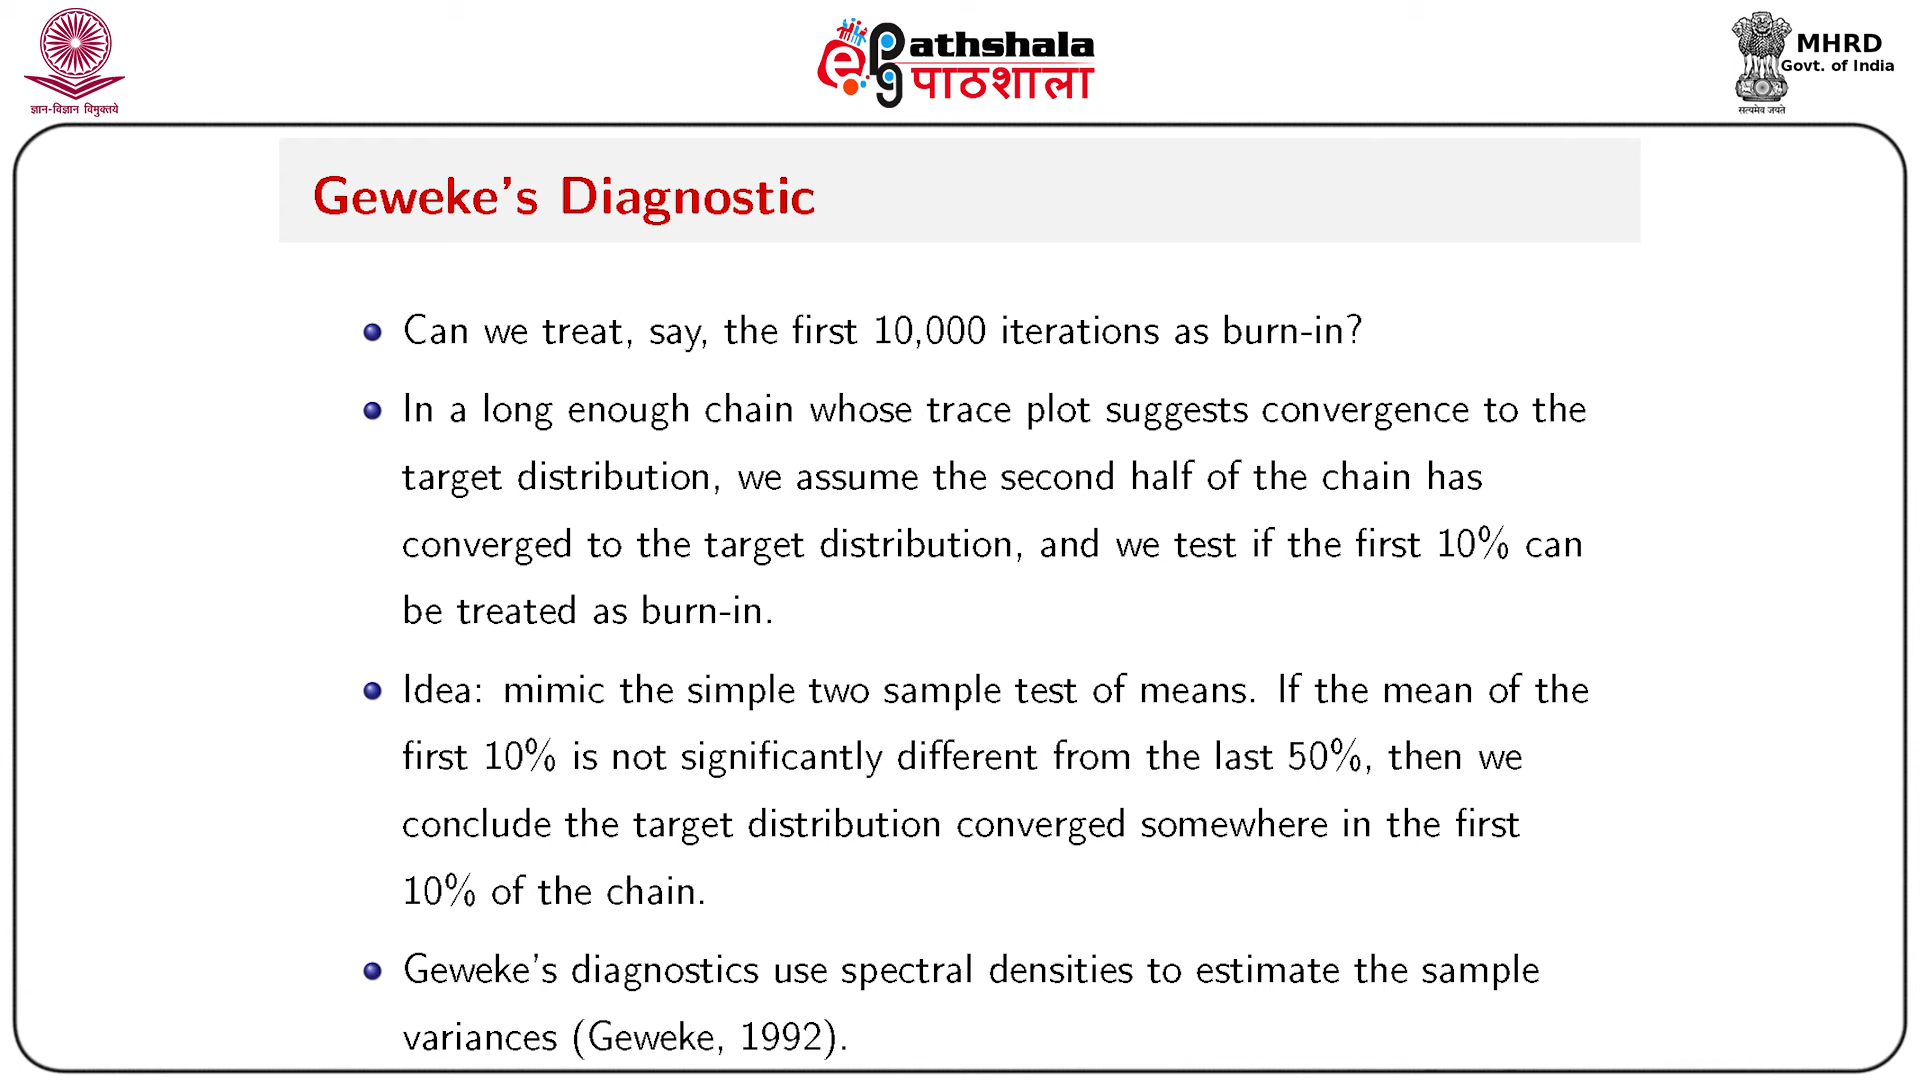 ज्ञान-विज्ञान विमुक्तये
ePG Pathshala
पाठशाला
MHRD
Govt. of India
सत्यमेव जयते
Geweke's Diagnostic
Can we treat, say, the first 10,000 iterations as burn-in?
In a long enough chain whose trace plot suggests convergence to the
target distribution, we assume the second half of the chain has
converged to the target distribution, and we test if the first 10% can
be treated as burn-in.
Idea: mimic the simple two sample test of means. If the mean of the
first 10% is not significantly different from the last 50%, then we
conclude the target distribution converged somewhere in the first
10% of the chain.
Geweke's diagnostics use spectral densities to estimate the sample
variances (Geweke, 1992).